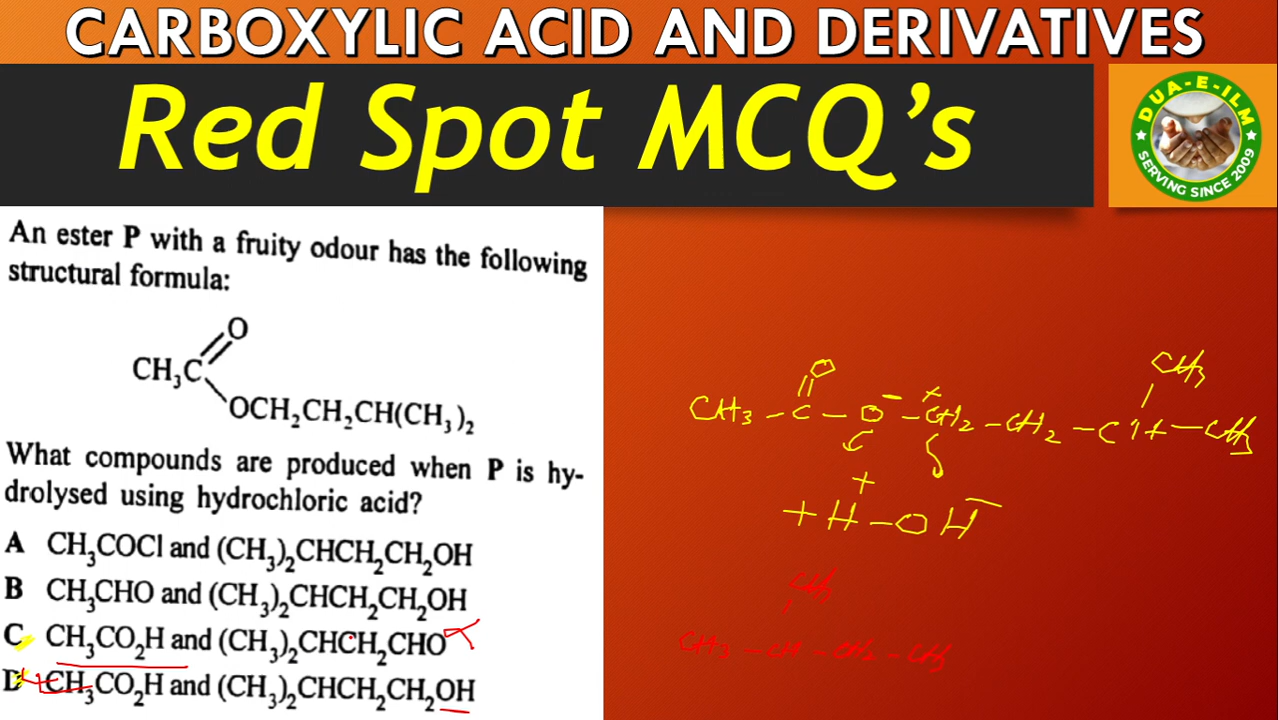 CARBOXYLIC ACID AND DERIVATIVES
Red Spot MCQ's
DUA-E-ILM
SERVING SINCE 2009
An ester P with a fruity odour has the following
structural formula:
O
CH₃C
OCH₂CH₂CH(CH₃)₂
What compounds are produced when P is hy-
drolysed using hydrochloric acid?
A CH₃COCl and (CH₃)₂CHCH₂CH₂OH
B CH₃CHO and (CH₃)₂CHCH₂CH₂OH
C CH₃CO₂H and (CH₃)₂CHCH₂CHO
D CH₃CO₂H and (CH₃)₂CHCH₂CH₂OH
O CH₃
CH₃ - C - O⁻ - CH₂⁺ - CH₂ - CH - CH₃
+ H⁺ - OH⁻
CH₃
CH₃ - CH - CH₂ - CH₃